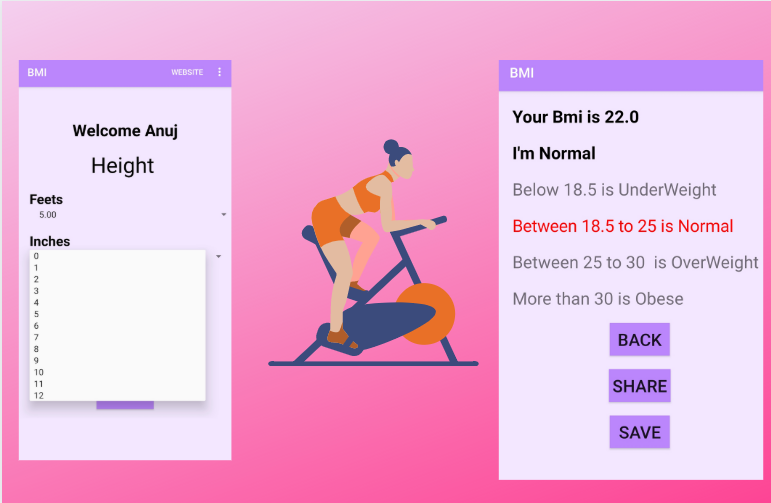 BMI
WEBSITE
Welcome Anuj
Height
Feets
5.00
Inches
0
1
2
3
4
5
6
7
8
9
10
11
12
BMI
Your Bmi is 22.0
I'm Normal
Below 18.5 is UnderWeight
Between 18.5 to 25 is Normal
Between 25 to 30 is OverWeight
More than 30 is Obese
BACK
SHARE
SAVE